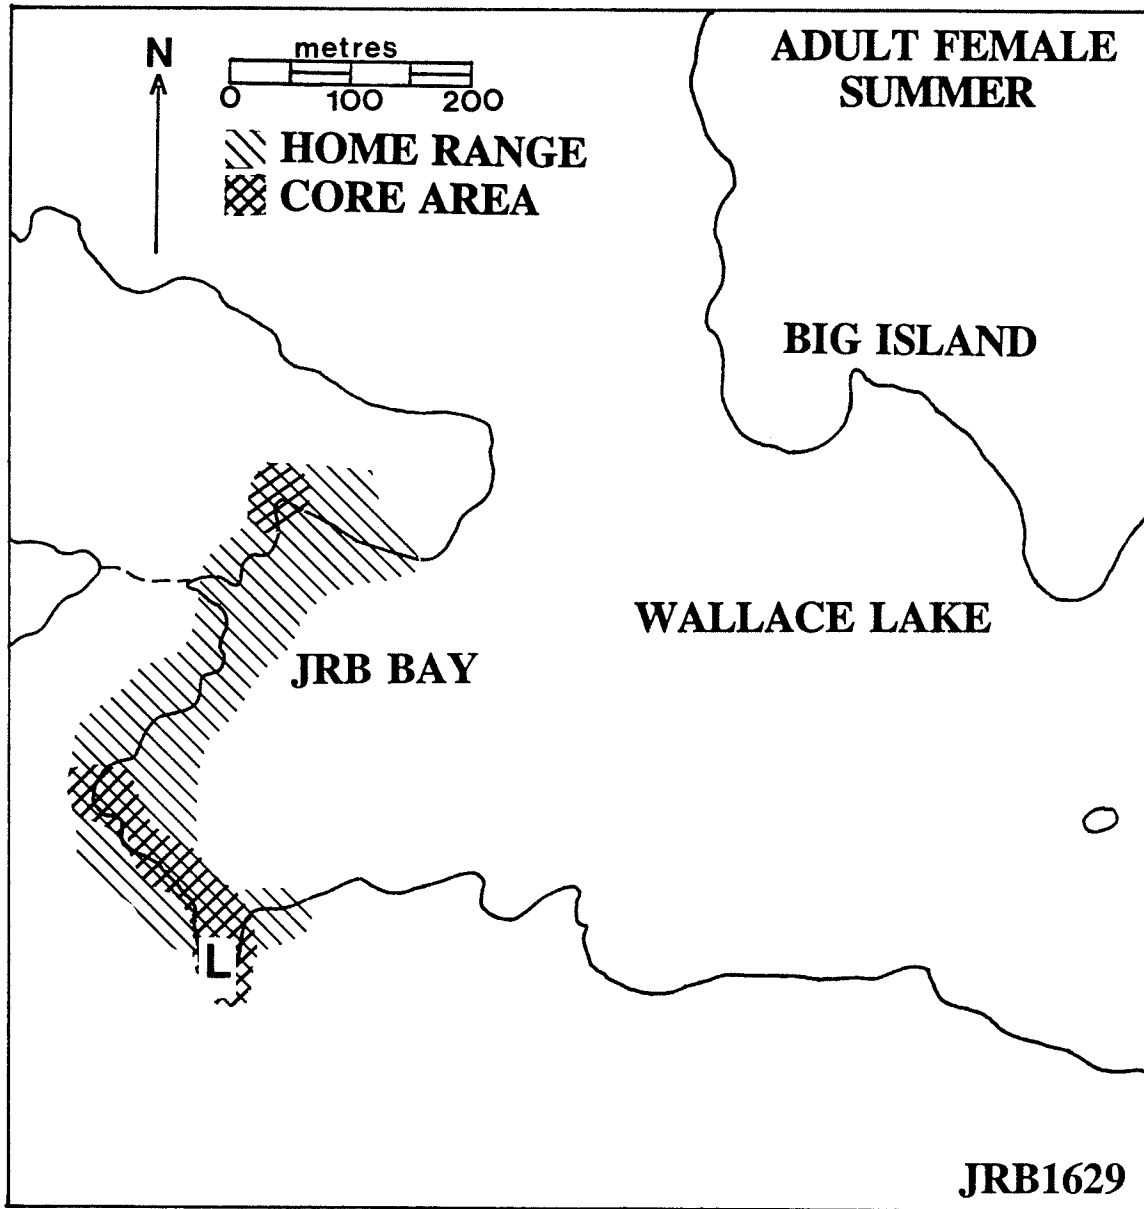 N
metres
0 100 200
HOME RANGE
CORE AREA
ADULT FEMALE
SUMMER
BIG ISLAND
WALLACE LAKE
JRB BAY
L
JRB1629